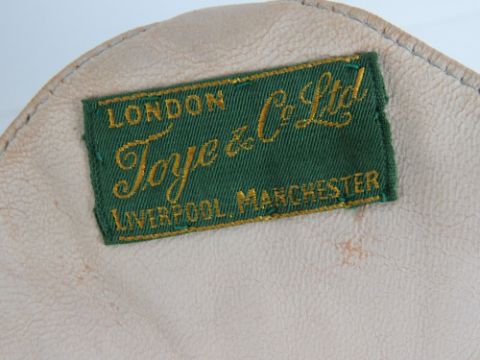 LONDON
Toye & Co Ltd
LIVERPOOL. MANCHESTER